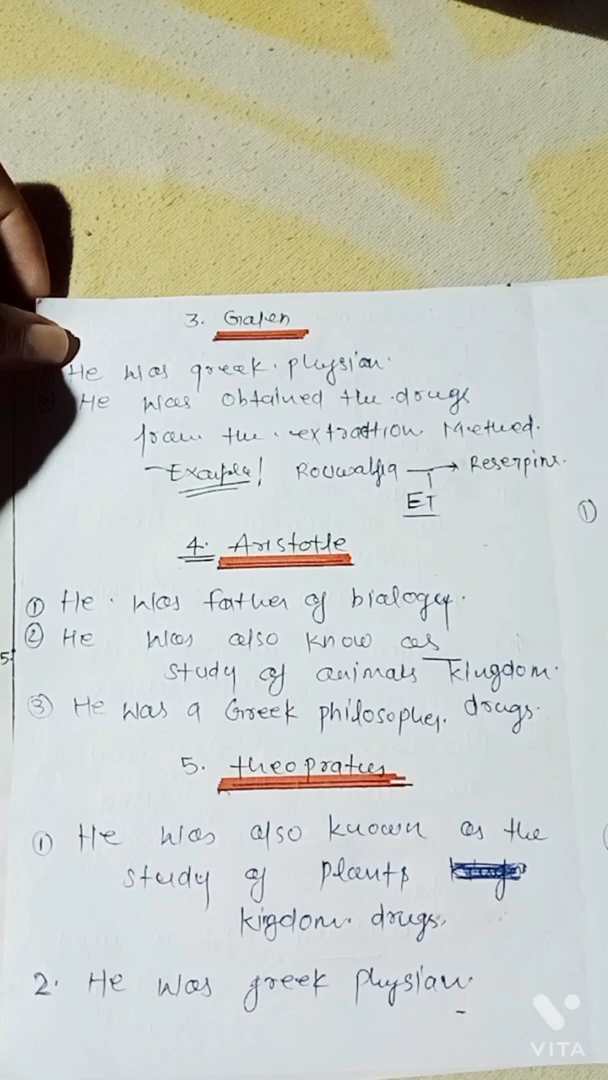 3. Galen
He was greek physian.
He was obtained the drugs
from the extraction Method.
Example! Rouwalfia → Reserpins.
ET
4. Aristotle
① He was father of biology.
② He was also know as
study of animals kingdom.
③ He was a Greek philosopher. drugs.
5. theopratus
① He was also known as the
study of plants
kigdom. drugs.
2. He was greek physian.
①
5
VITA